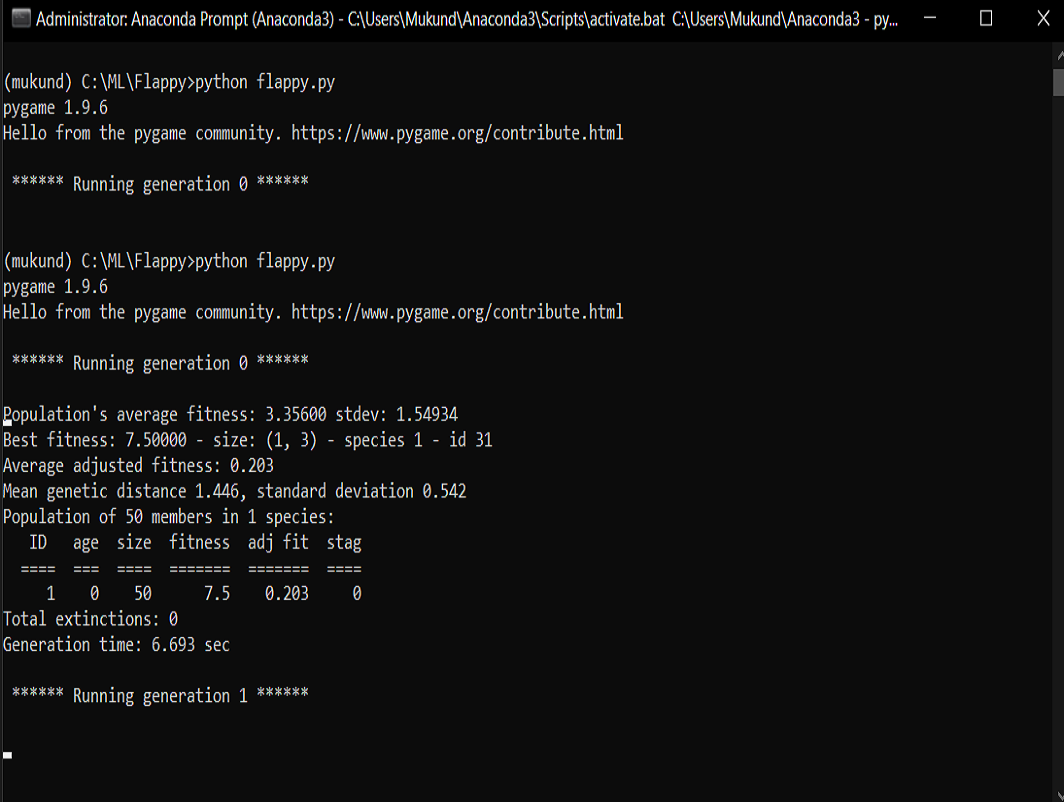 Administrator: Anaconda Prompt (Anaconda3) - C:\Users\Mukund\Anaconda3\Scripts\activate.bat C:\Users\Mukund\Anaconda3 - py...
(mukund) C:\ML\Flappy>python flappy.py
pygame 1.9.6
Hello from the pygame community. https://www.pygame.org/contribute.html
****** Running generation 0 ******
(mukund) C:\ML\Flappy>python flappy.py
pygame 1.9.6
Hello from the pygame community. https://www.pygame.org/contribute.html
****** Running generation 0 ******
Population's average fitness: 3.35600 stdev: 1.54934
Best fitness: 7.50000 - size: (1, 3) - species 1 - id 31
Average adjusted fitness: 0.203
Mean genetic distance 1.446, standard deviation 0.542
Population of 50 members in 1 species:
ID age size fitness adj fit stag
==== === ==== ======= ======= ====
1 0 50 7.5 0.203 0
Total extinctions: 0
Generation time: 6.693 sec
****** Running generation 1 ******